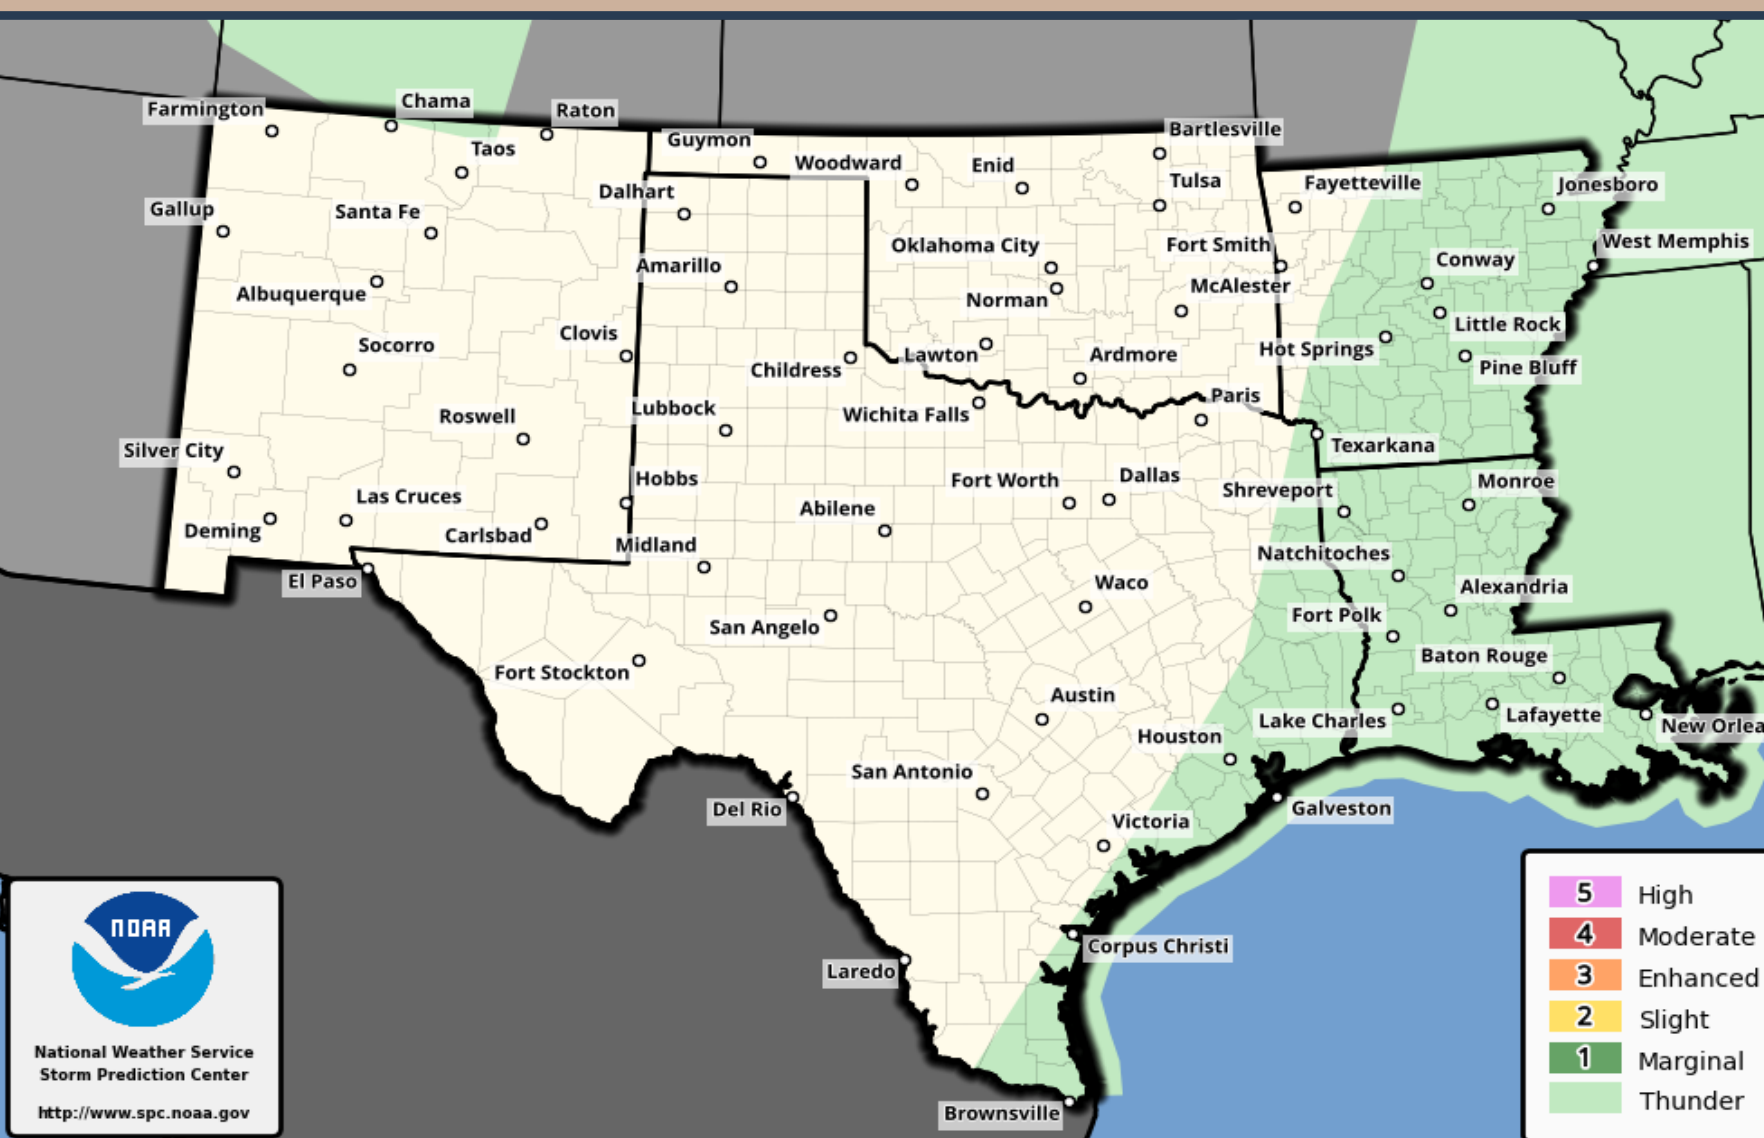 Farmington
Chama
Raton
Guymon
Bartlesville
Taos
Woodward
Enid
Tulsa
Fayetteville
Jonesboro
Dalhart
Gallup
Santa Fe
Oklahoma City
Fort Smith
West Memphis
Conway
Amarillo
McAlester
Albuquerque
Norman
Little Rock
Clovis
Socorro
Hot Springs
Lawton
Ardmore
Childress
Pine Bluff
Paris
Lubbock
Roswell
Wichita Falls
Silver City
Texarkana
Hobbs
Fort Worth
Dallas
Shreveport
Monroe
Las Cruces
Abilene
Deming
Carlsbad
Midland
Natchitoches
El Paso
Waco
Alexandria
San Angelo
Fort Polk
Baton Rouge
Fort Stockton
Austin
Lake Charles
Lafayette
New Orlea
Houston
San Antonio
Del Rio
Galveston
Victoria
Corpus Christi
Laredo
Brownsville
NOAA
National Weather Service
Storm Prediction Center
http://www.spc.noaa.gov
5 High
4 Moderate
3 Enhanced
2 Slight
1 Marginal
Thunder